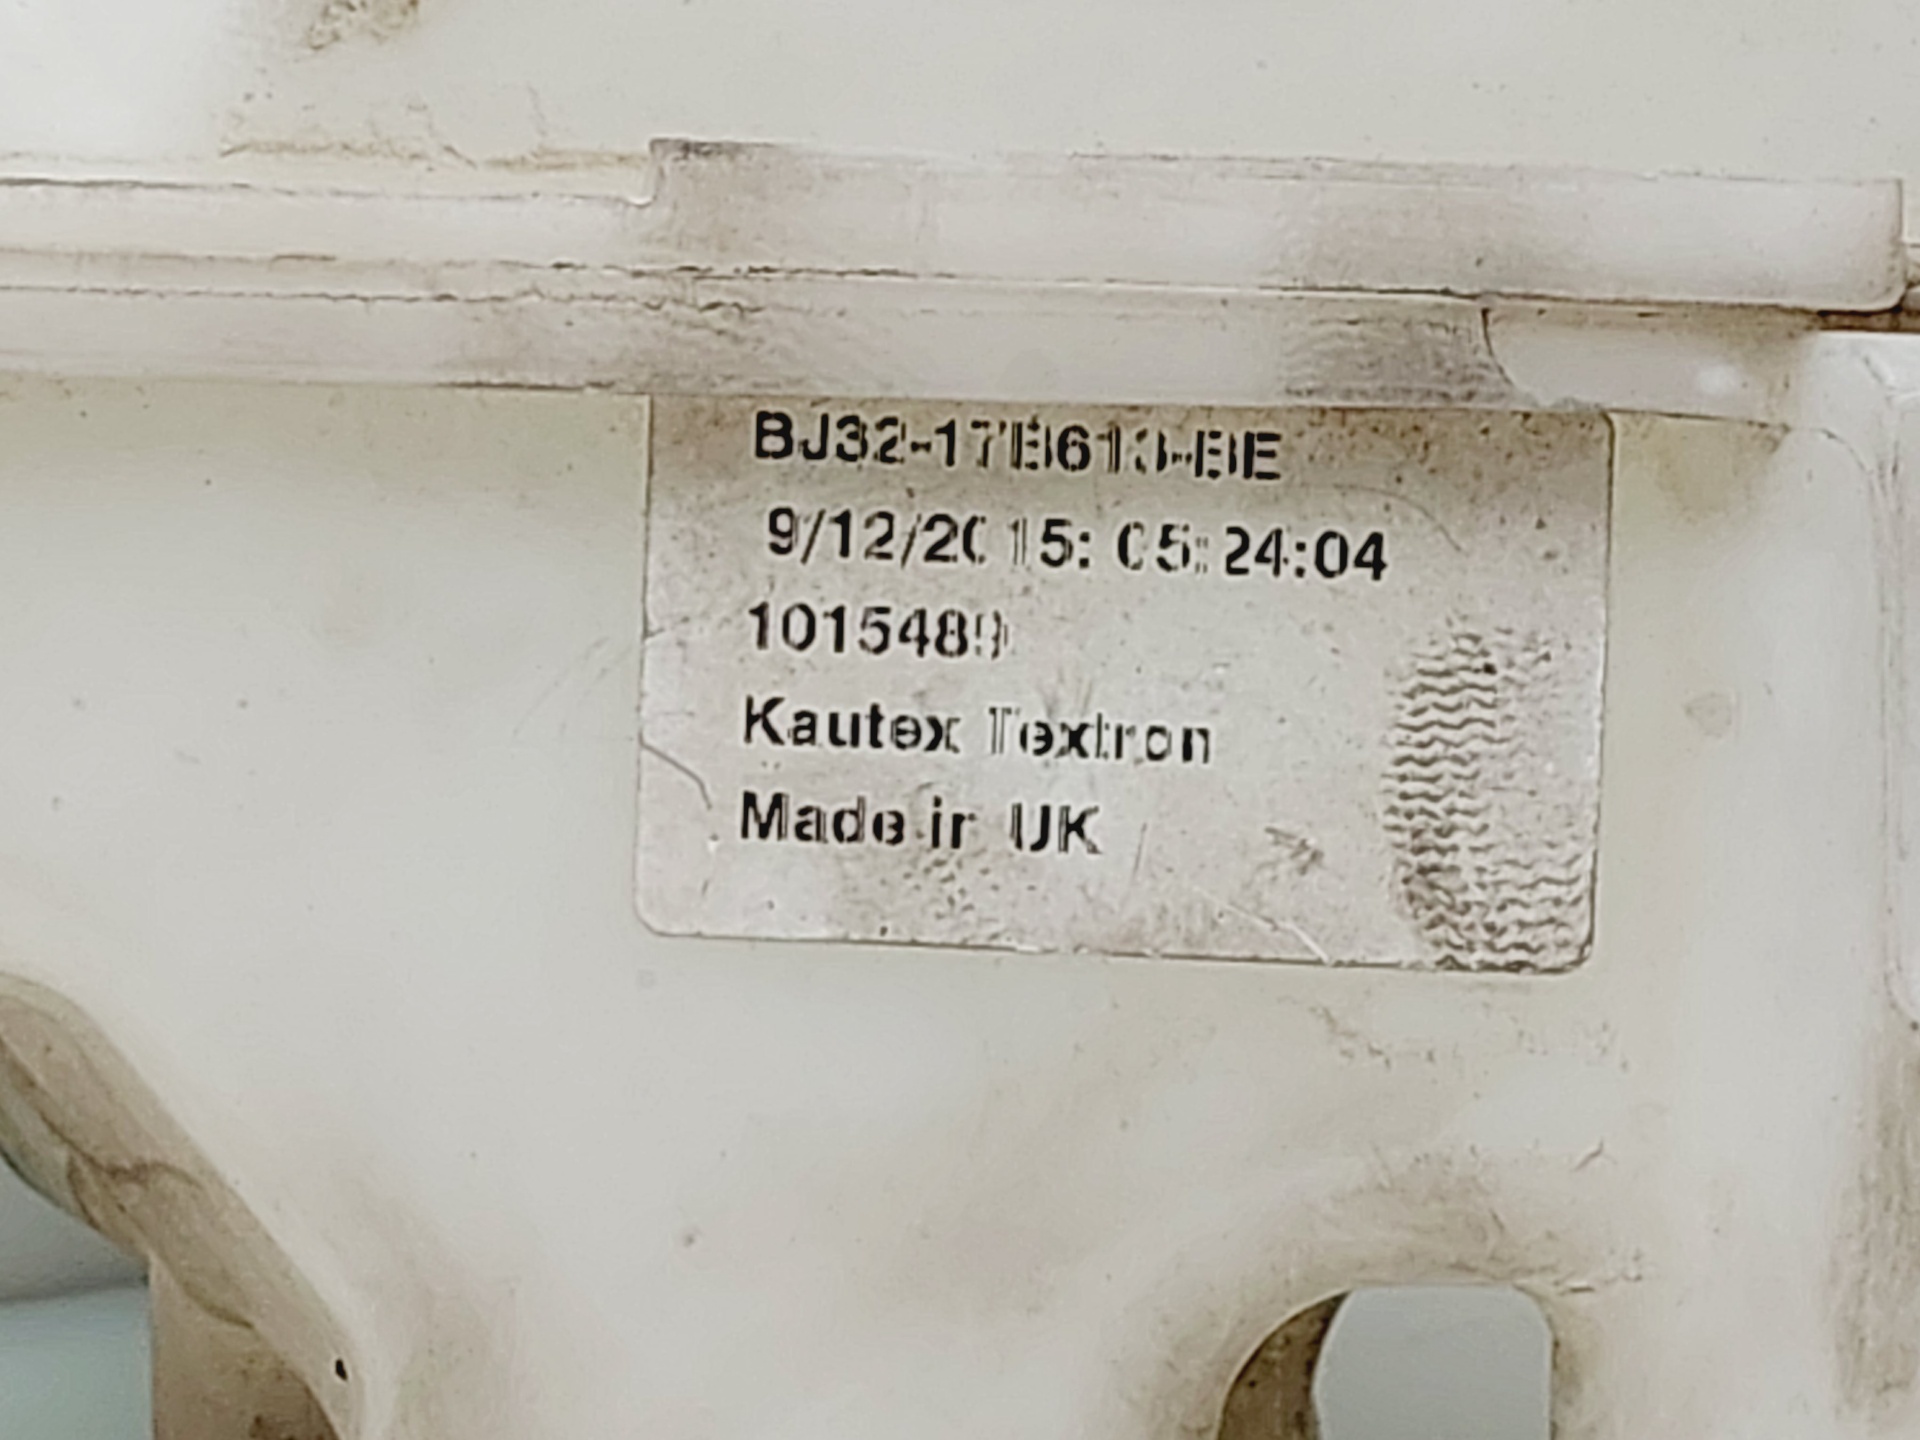 BJ32-17B613-BE
9/12/2015: 05: 24:04
1015489
Kautex Textron
Made in UK